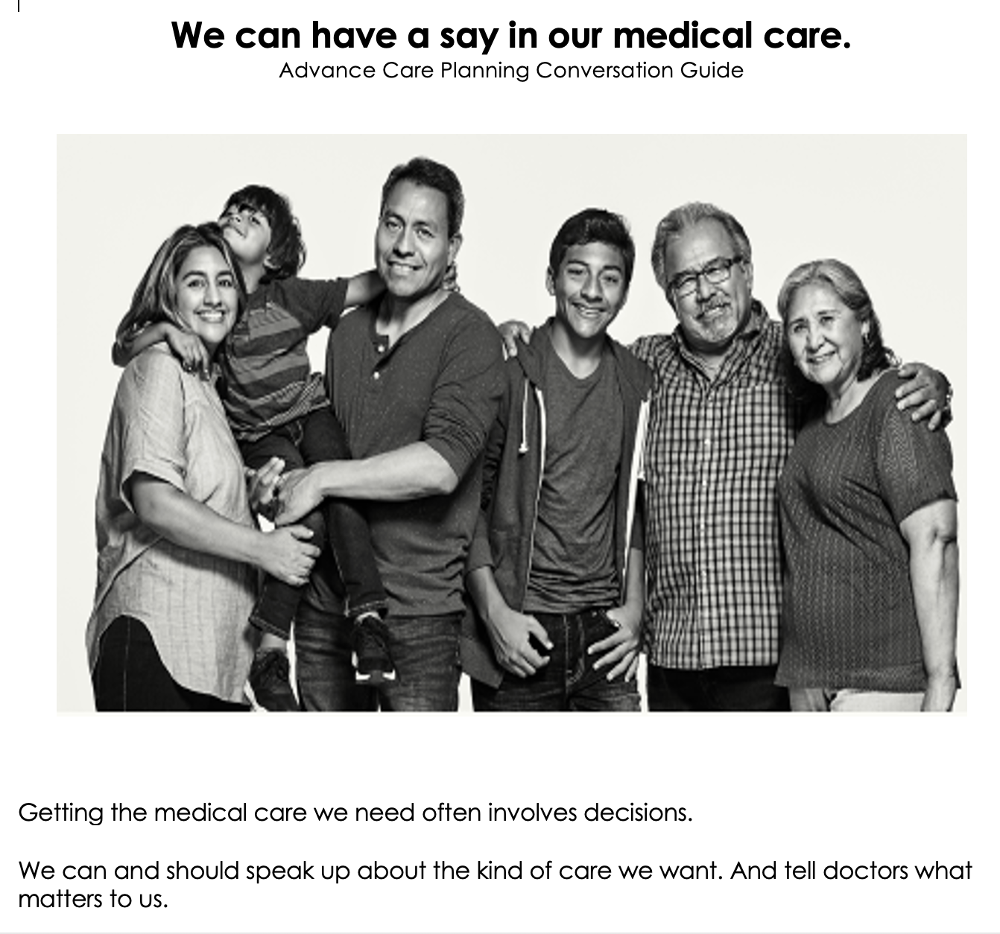 We can have a say in our medical care.
Advance Care Planning Conversation Guide
Getting the medical care we need often involves decisions.
We can and should speak up about the kind of care we want. And tell doctors what
matters to us.